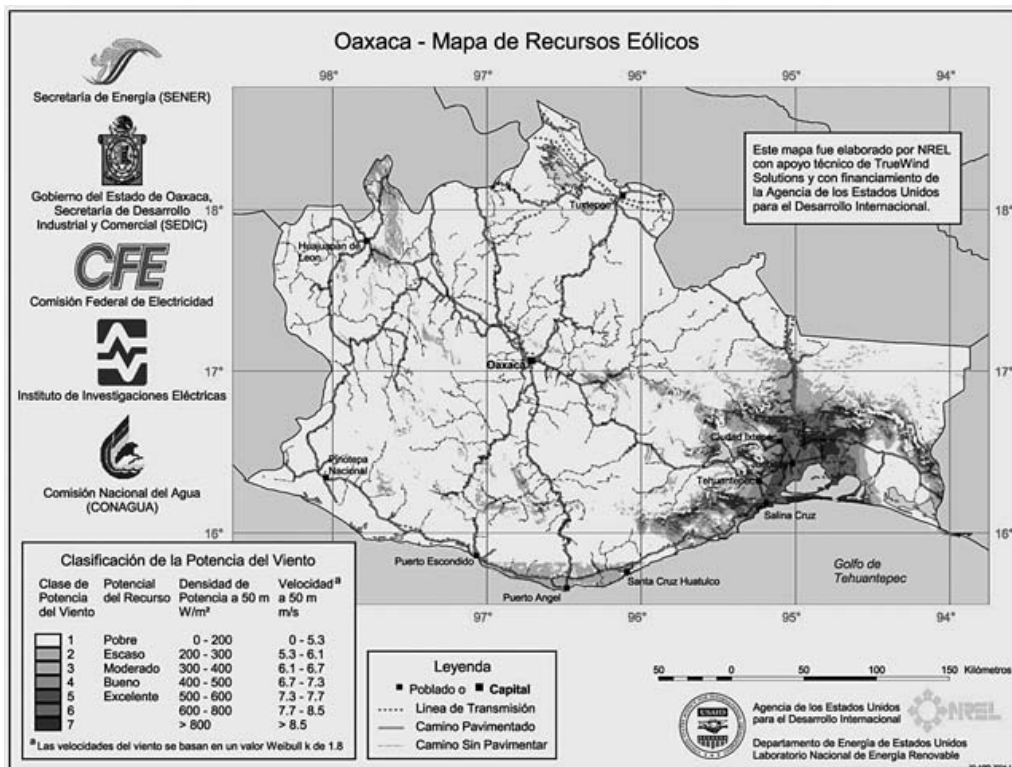 Oaxaca - Mapa de Recursos Eólicos
98°
97°
96°
95°
94°
Secretaría de Energía (SENER)
Gobierno del Estado de Oaxaca,
Secretaría de Desarrollo
Industrial y Comercial (SEDIC)
CFE
Comisión Federal de Electricidad
Instituto de Investigaciones Eléctricas
Comisión Nacional del Agua
(CONAGUA)
Este mapa fue elaborado por NREL
con apoyo técnico de TrueWind
Solutions y con financiamiento de
la Agencia de los Estados Unidos
para el Desarrollo Internacional.
18°
Tuxtepec
18°
Huajuapan de
Leon
17°
Oaxaca
17°
Ciudad Ixtepec
Pinotepa
Nacional
Tehuantepec
Salina Cruz
16°
16°
Puerto Escondido
Santa Cruz Huatulco
Puerto Angel
Golfo de
Tehuantepec
97°
96°
95°
94°
Clasificación de la Potencia del Viento
Clase de Potencia del Viento
Potencial del Recurso
Densidad de Potencia a 50 m W/m²
Velocidad a a 50 m m/s
1 Pobre 0 - 200 0 - 5.3
2 Escaso 200 - 300 5.3 - 6.1
3 Moderado 300 - 400 6.1 - 6.7
4 Bueno 400 - 500 6.7 - 7.3
5 Excelente 500 - 600 7.3 - 7.7
6 600 - 800 7.7 - 8.5
7 > 800 > 8.5
a Las velocidades del viento se basan en un valor Weibull k de 1.8
Leyenda
Poblado o Capital
Linea de Transmisión
Camino Pavimentado
Camino Sin Pavimentar
50 0 50 100 150 Kilómetros
USAID
Agencia de los Estados Unidos
para el Desarrollo Internacional
NREL
Departamento de Energía de Estados Unidos
Laboratorio Nacional de Energía Renovable